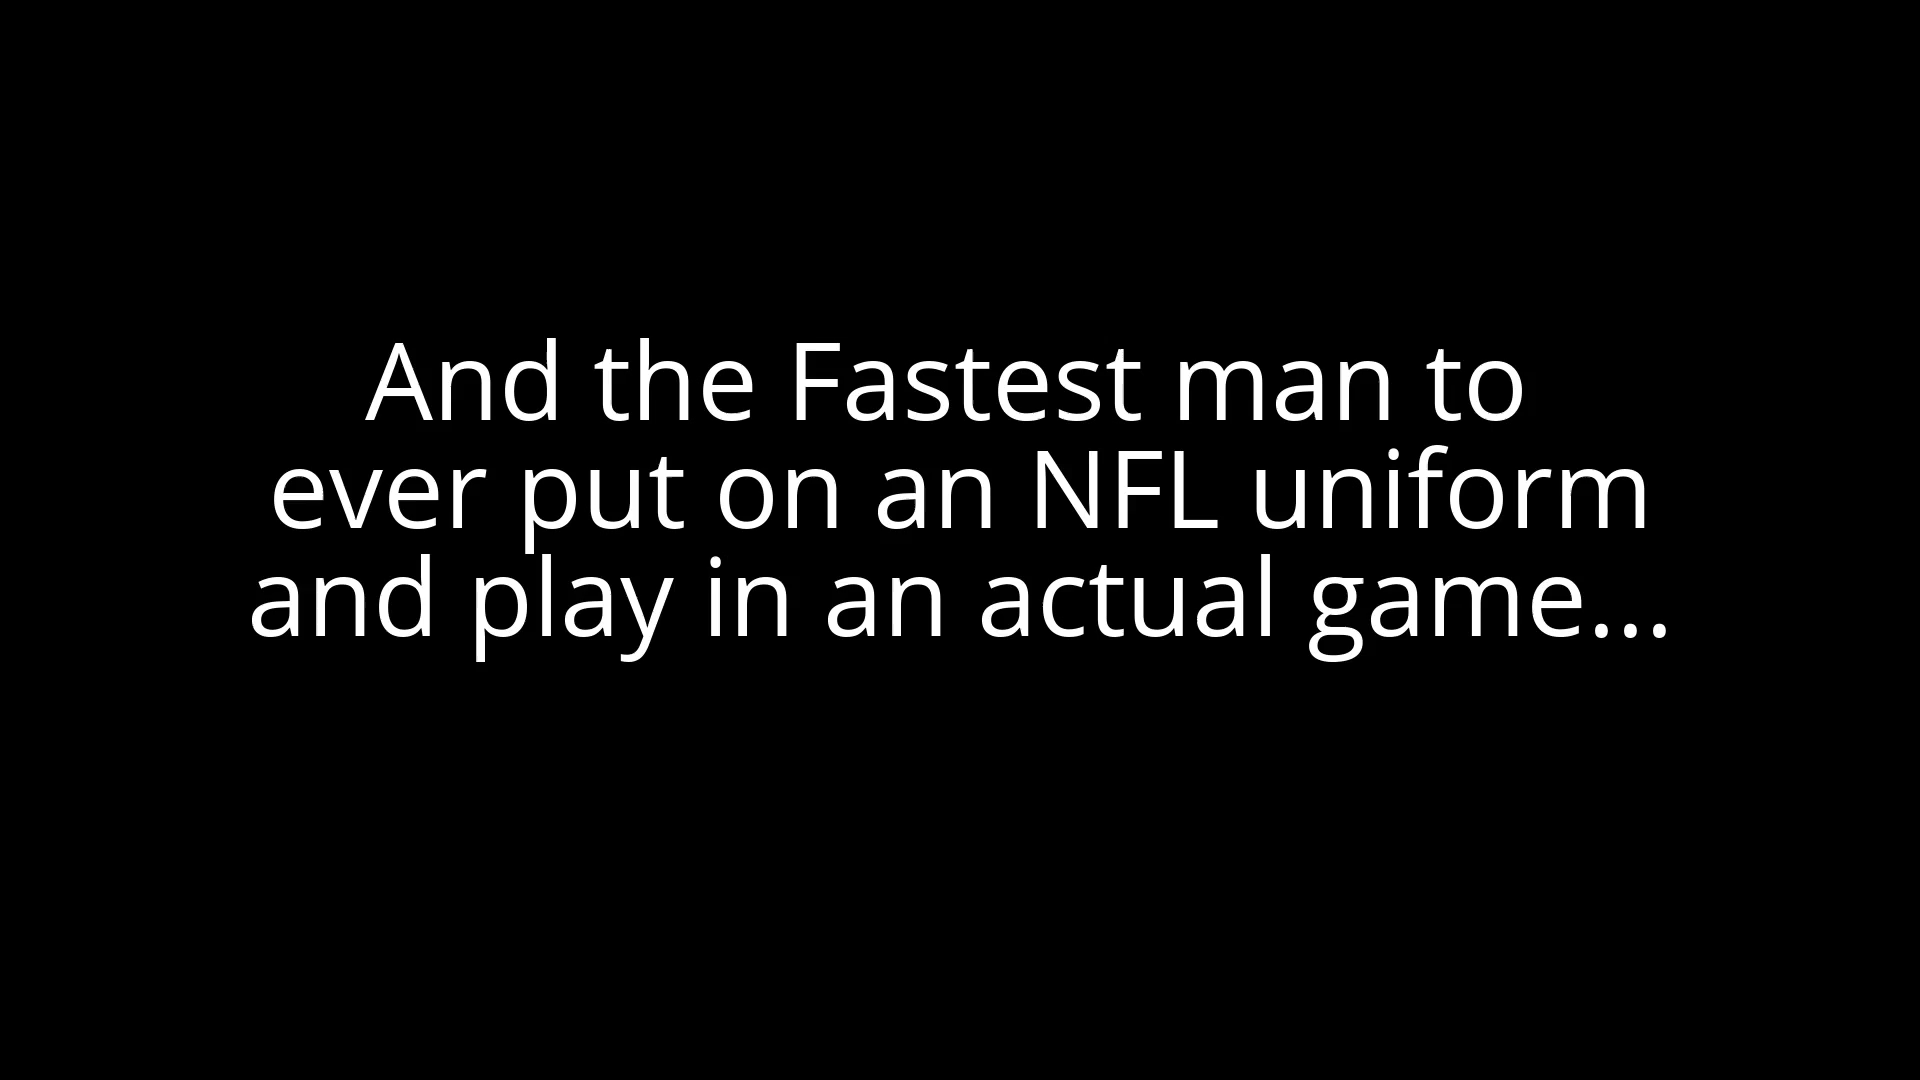 And the Fastest man to
ever put on an NFL uniform
and play in an actual game...